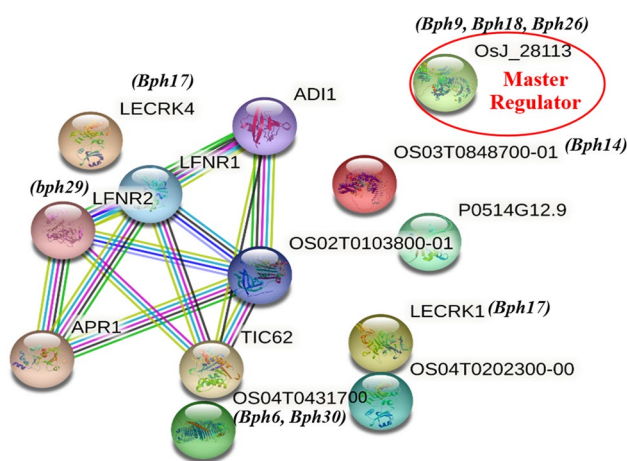 (Bph9, Bph18, Bph26)
OsJ_28113
Master
Regulator
(Bph17)
LECRK4
ADI1
OS03T0848700-01 (Bph14)
LFNR1
(bph29)
LFNR2
P0514G12.9
OS02T0103800-01
LECRK1 (Bph17)
APR1
TIC62
OS04T0202300-00
OS04T0431700
(Bph6, Bph30)